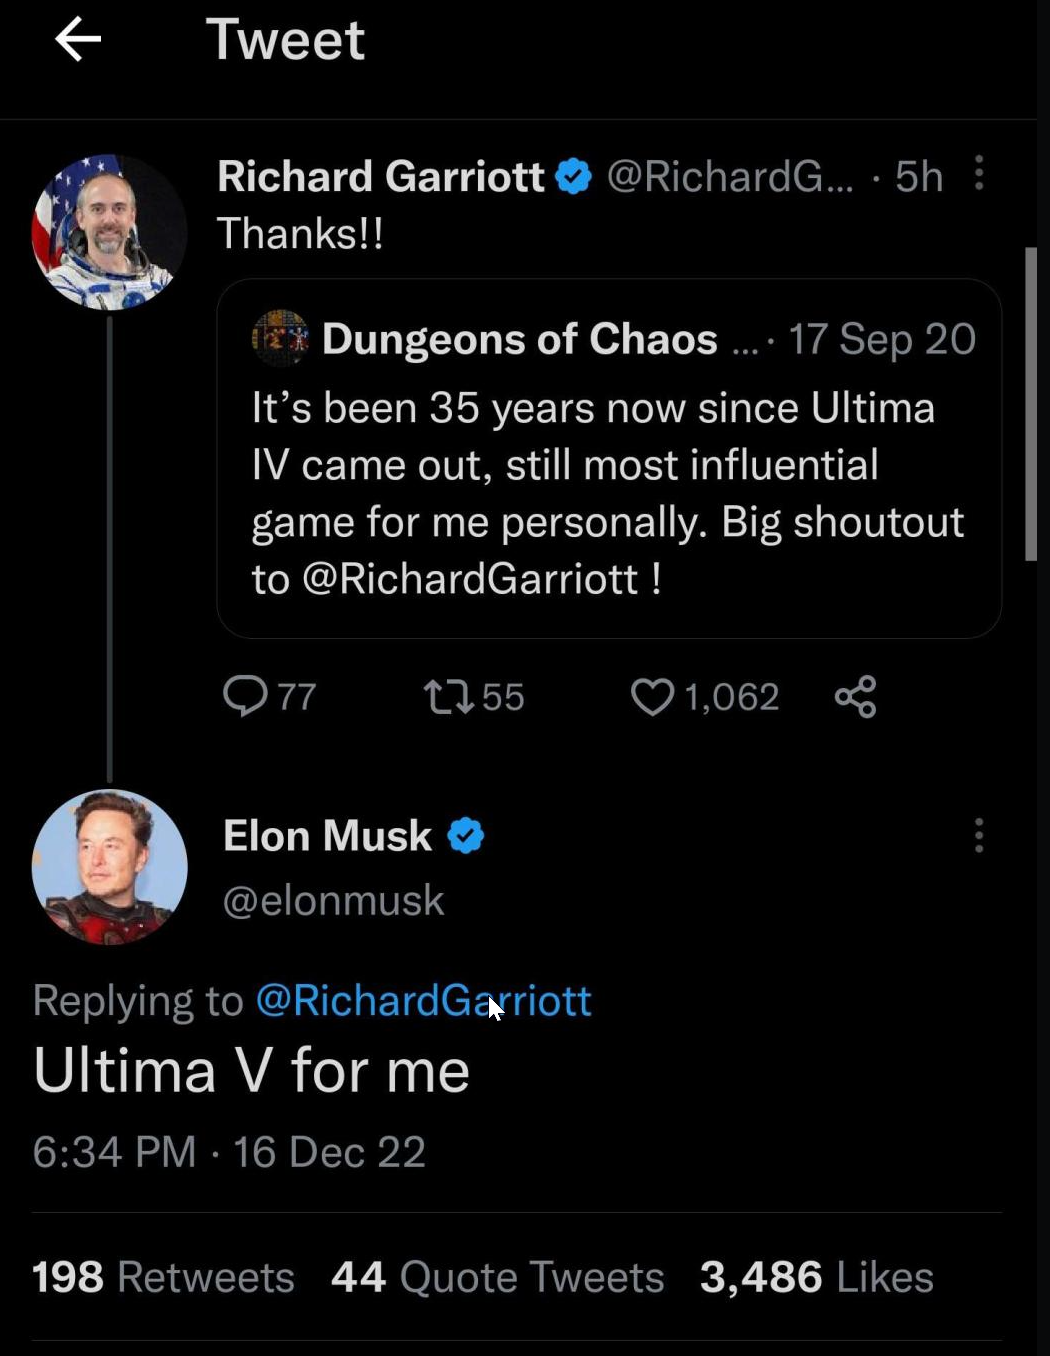 Tweet
Richard Garriott @RichardG... · 5h
Thanks!!
Dungeons of Chaos ... · 17 Sep 20
It’s been 35 years now since Ultima
IV came out, still most influential
game for me personally. Big shoutout
to @RichardGarriott !
77 55 1,062
Elon Musk
@elonmusk
Replying to @RichardGarriott
Ultima V for me
6:34 PM · 16 Dec 22
198 Retweets 44 Quote Tweets 3,486 Likes